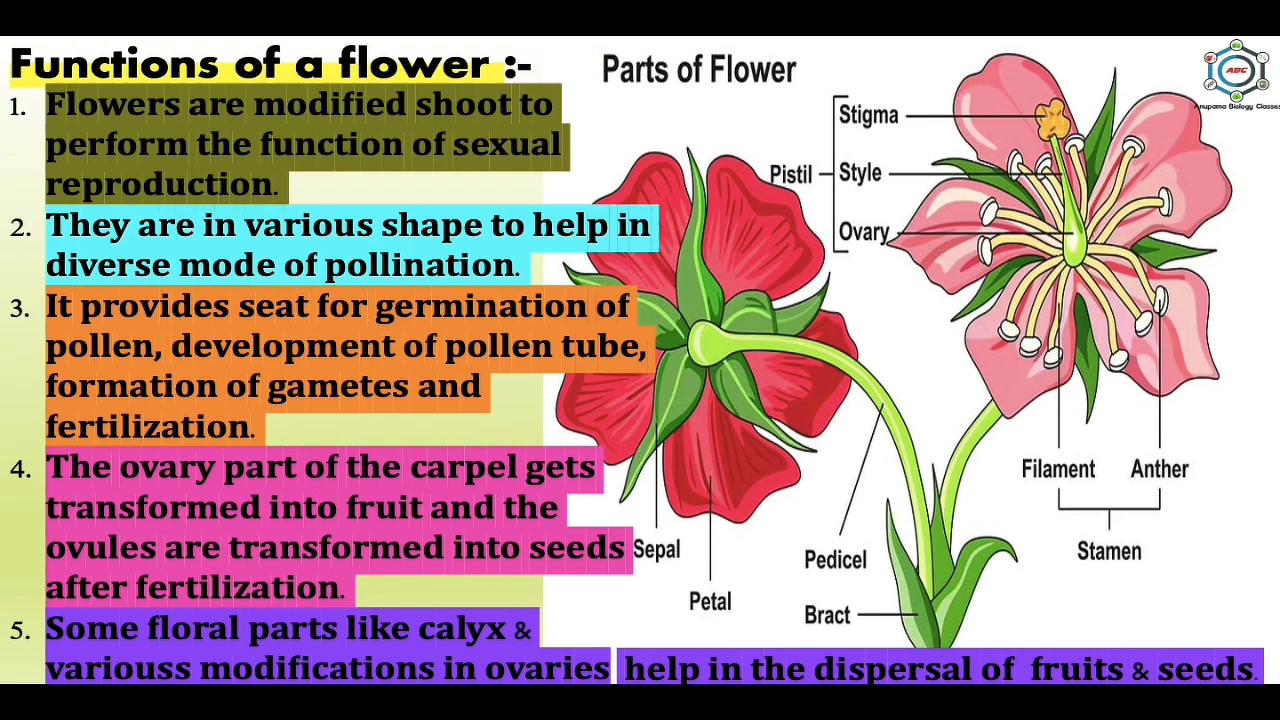 Functions of a flower :-
1. Flowers are modified shoot to
perform the function of sexual
reproduction.
2. They are in various shape to help in
diverse mode of pollination.
3. It provides seat for germination of
pollen, development of pollen tube,
formation of gametes and
fertilization.
4. The ovary part of the carpel gets
transformed into fruit and the
ovules are transformed into seeds
after fertilization.
5. Some floral parts like calyx &
variouss modifications in ovaries help in the dispersal of fruits & seeds.
Parts of Flower
Stigma
Pistil
Style
Ovary
Filament Anther
Stamen
Sepal
Petal
Pedicel
Bract
ABC
Anupama Biology Classes